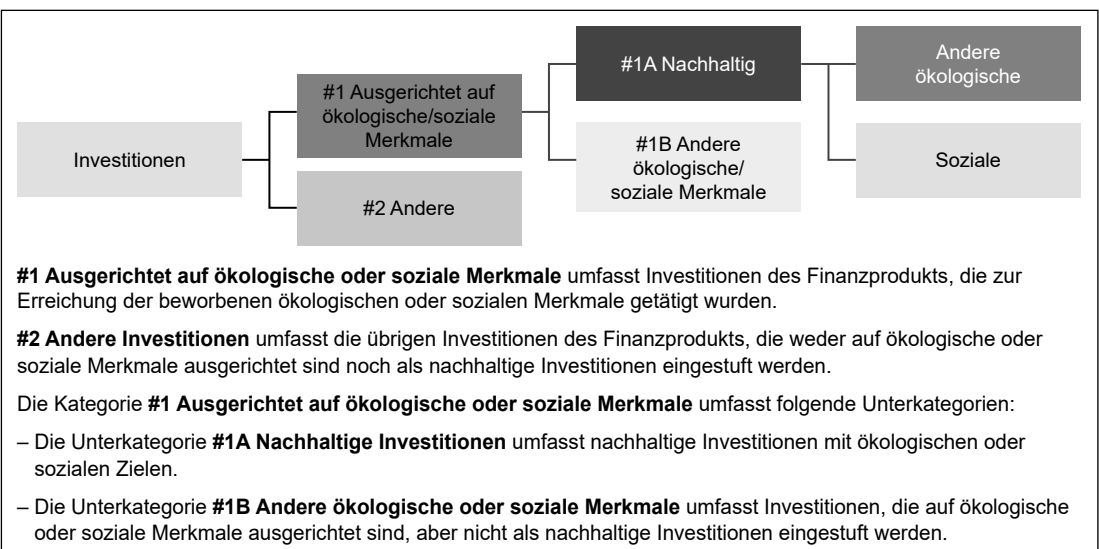 Investitionen
#1 Ausgerichtet auf
ökologische/soziale
Merkmale
#2 Andere
#1A Nachhaltig
#1B Andere
ökologische/
soziale Merkmale
Andere
ökologische
Soziale
#1 Ausgerichtet auf ökologische oder soziale Merkmale umfasst Investitionen des Finanzprodukts, die zur
Erreichung der beworbenen ökologischen oder sozialen Merkmale getätigt wurden.
#2 Andere Investitionen umfasst die übrigen Investitionen des Finanzprodukts, die weder auf ökologische oder
soziale Merkmale ausgerichtet sind noch als nachhaltige Investitionen eingestuft werden.
Die Kategorie #1 Ausgerichtet auf ökologische oder soziale Merkmale umfasst folgende Unterkategorien:
– Die Unterkategorie #1A Nachhaltige Investitionen umfasst nachhaltige Investitionen mit ökologischen oder
sozialen Zielen.
– Die Unterkategorie #1B Andere ökologische oder soziale Merkmale umfasst Investitionen, die auf ökologische
oder soziale Merkmale ausgerichtet sind, aber nicht als nachhaltige Investitionen eingestuft werden.